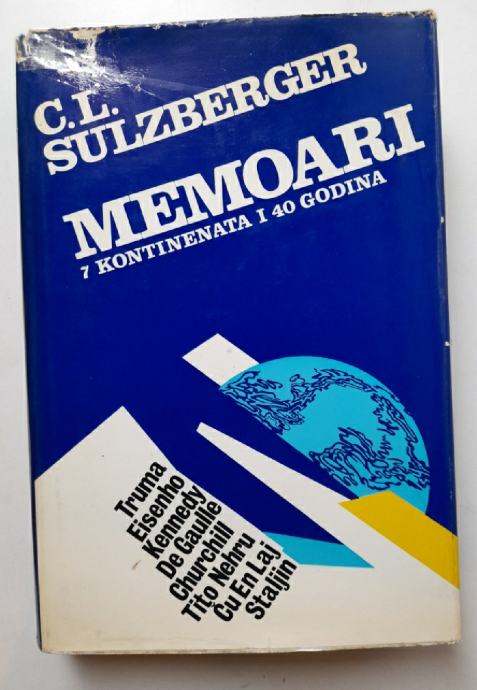 C.L.
SULZBERGER
MEMOARI
7 KONTINENATA I 40 GODINA
Truma
Eisenho
Kennedy
De Gaulle
Churchill
Tito Nehru
Ču En Laj
Staljin